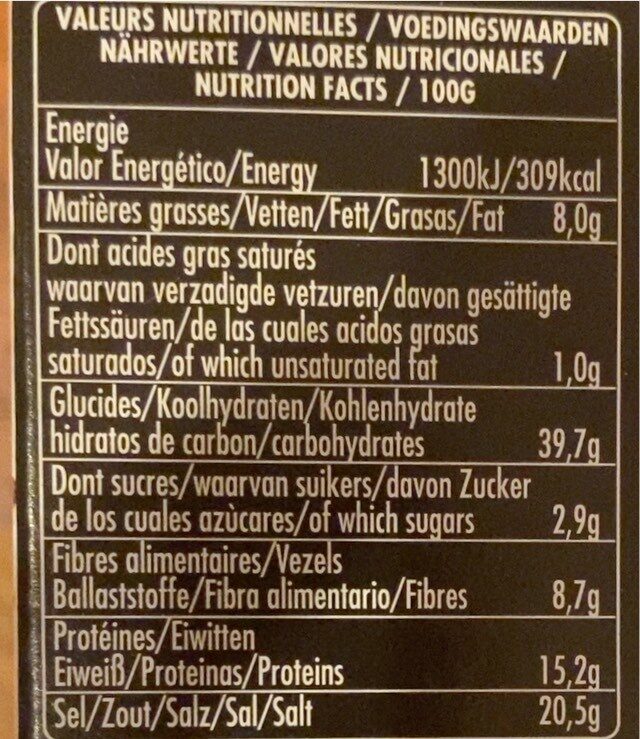 VALEURS NUTRITIONNELLES / VOEDINGSWAARDEN
NÄHRWERTE / VALORES NUTRICIONALES /
NUTRITION FACTS / 100G
Energie
Valor Energético/Energy 1300kJ/309kcal
Matières grasses/Vetten/Fett/Grasas/Fat 8,0g
Dont acides gras saturés
waarvan verzadigde vetzuren/davon gesättigte
Fettssäuren/de las cuales acidos grasas
saturados/of which unsaturated fat 1,0g
Glucides/Koolhydraten/Kohlenhydrate
hidratos de carbon/carbohydrates 39,7g
Dont sucres/waarvan suikers/davon Zucker
de los cuales azùcares/of which sugars 2,9g
Fibres alimentaires/Vezels
Ballaststoffe/Fibra alimentario/Fibres 8,7g
Protéines/Eiwitten
Eiweiß/Proteinas/Proteins 15,2g
Sel/Zout/Salz/Sal/Salt 20,5g